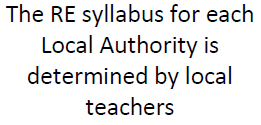 The RE syllabus for each
Local Authority is
determined by local
teachers